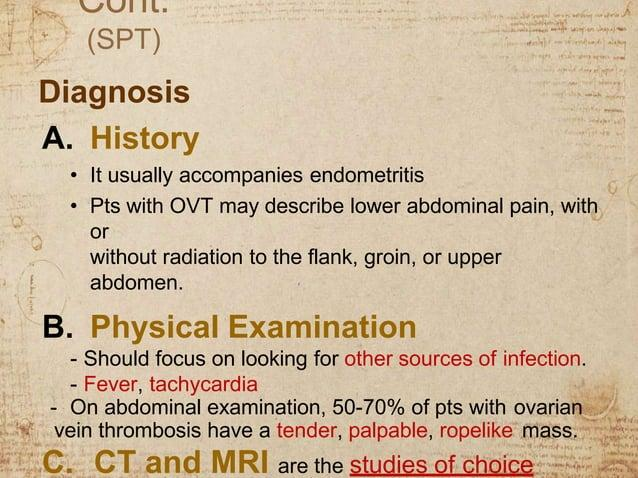 Cont.
(SPT)
Diagnosis
A. History
• It usually accompanies endometritis
• Pts with OVT may describe lower abdominal pain, with
or
without radiation to the flank, groin, or upper
abdomen.
B. Physical Examination
- Should focus on looking for other sources of infection.
- Fever, tachycardia
- On abdominal examination, 50-70% of pts with ovarian
vein thrombosis have a tender, palpable, ropelike mass.
C. CT and MRI are the studies of choice